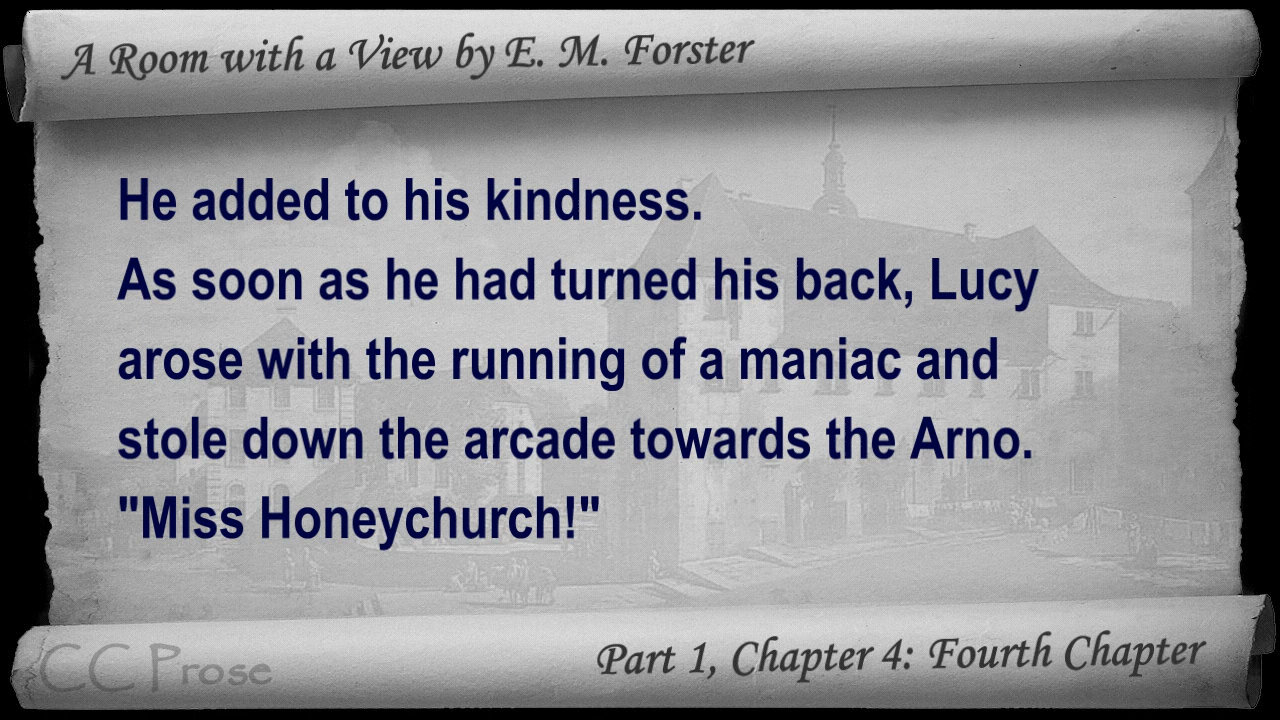 A Room with a View by E. M. Forster
He added to his kindness.
As soon as he had turned his back, Lucy
arose with the running of a maniac and
stole down the arcade towards the Arno.
"Miss Honeychurch!"
CC Prose
Part 1, Chapter 4: Fourth Chapter